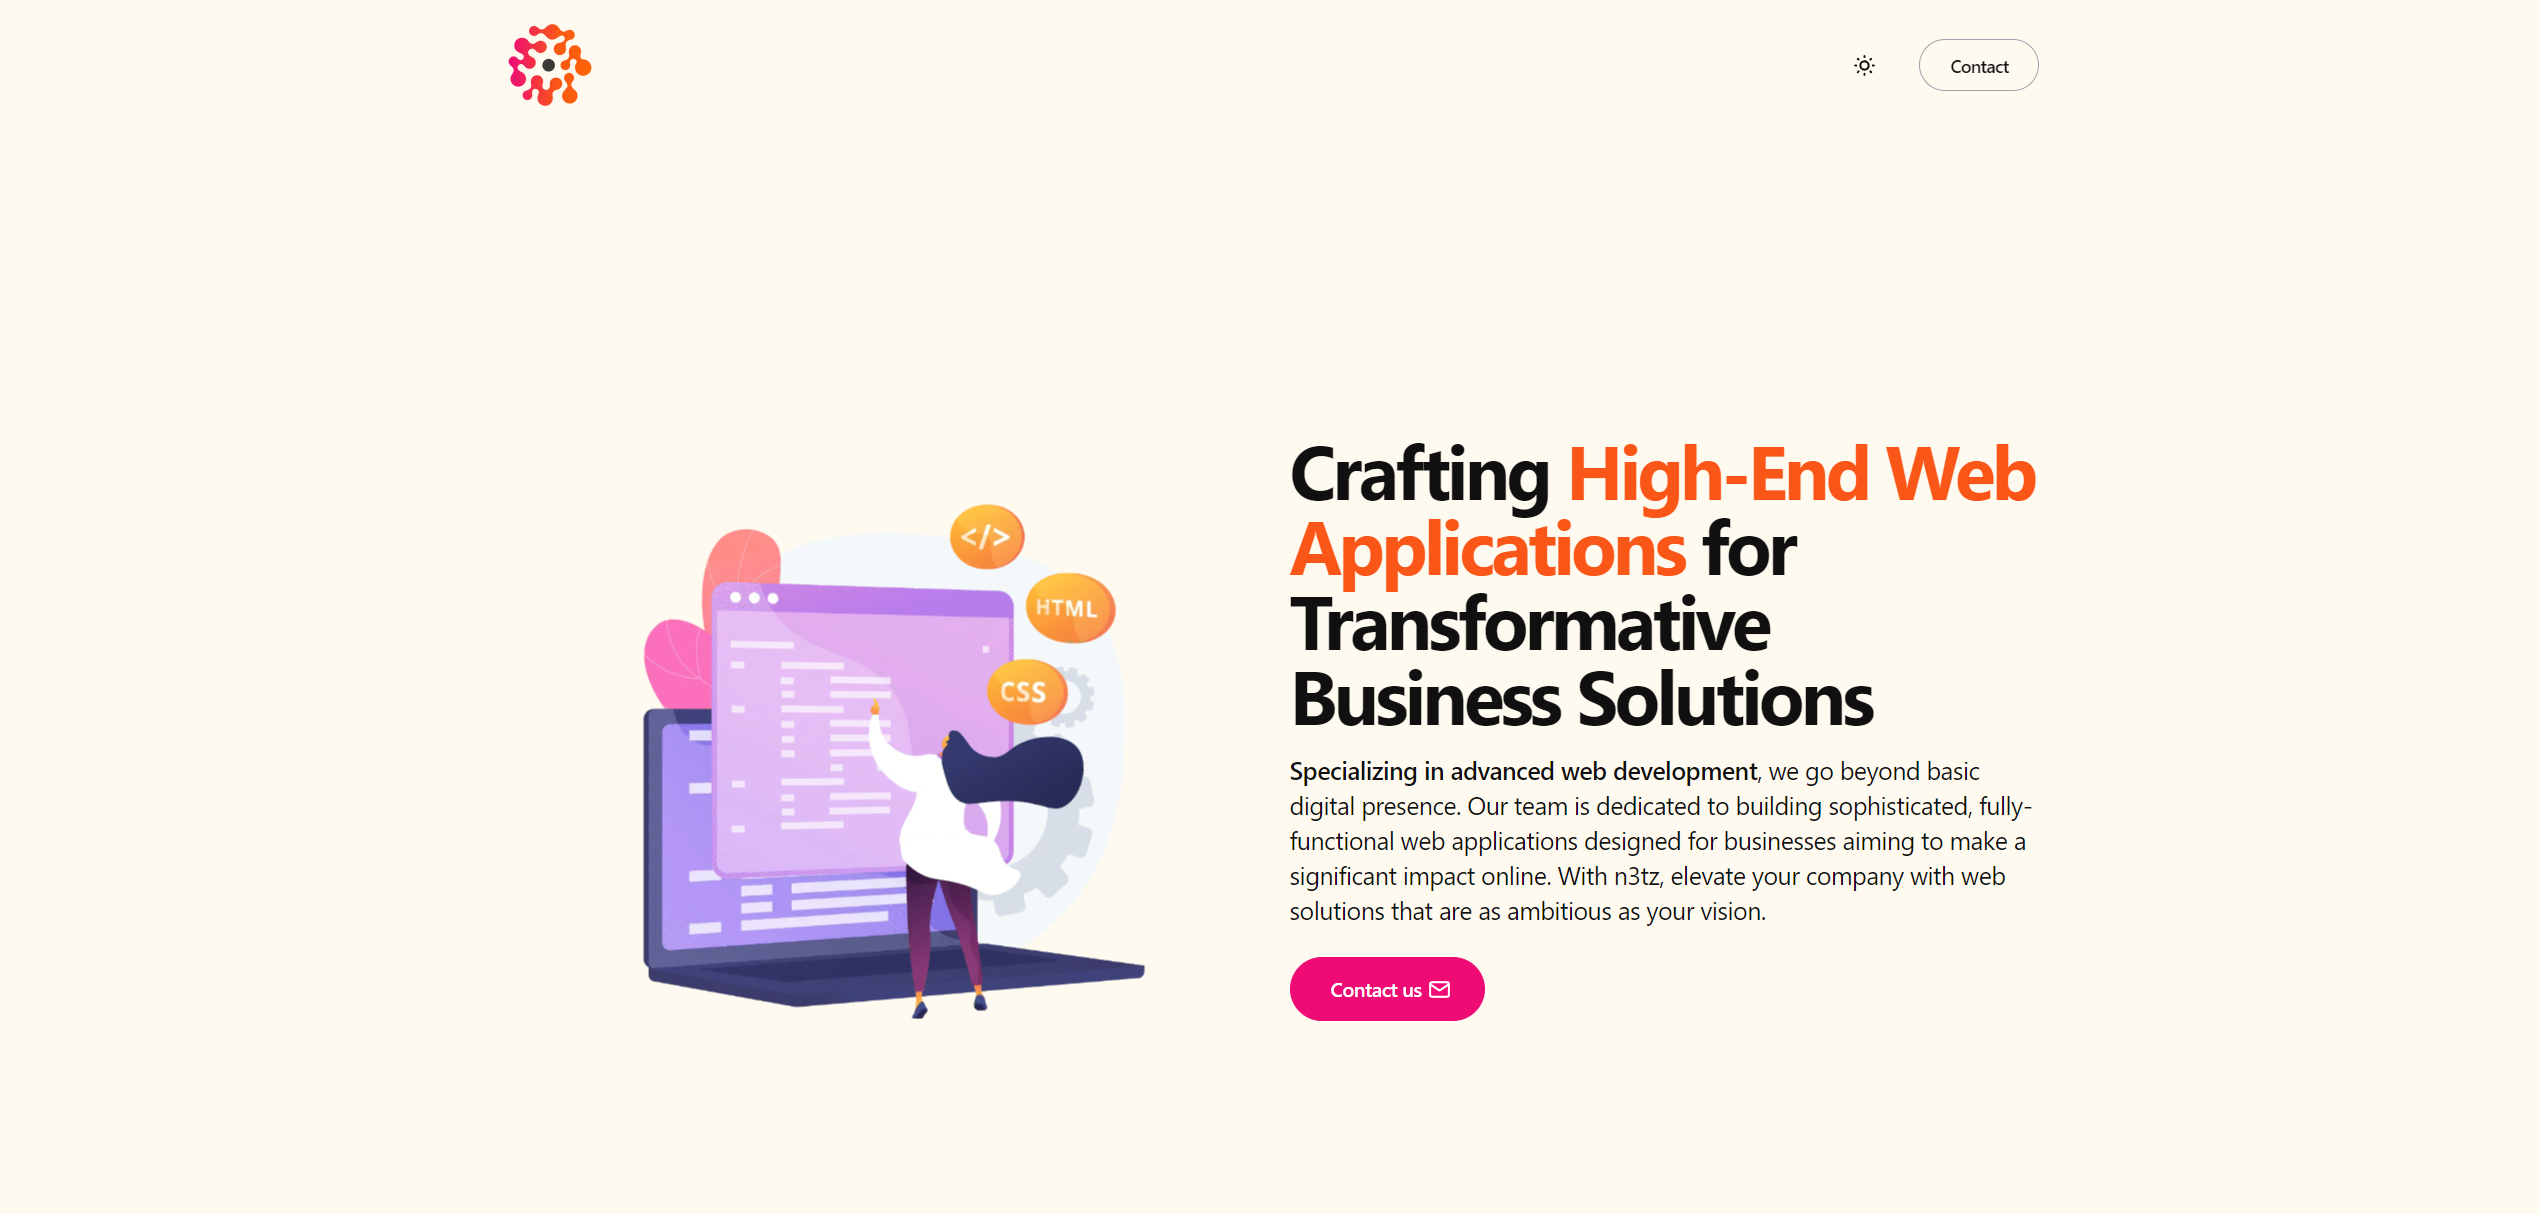 Contact
Crafting High-End Web
Applications for
Transformative
Business Solutions
</>
HTML
CSS
Specializing in advanced web development, we go beyond basic
digital presence. Our team is dedicated to building sophisticated, fully-
functional web applications designed for businesses aiming to make a
significant impact online. With n3tz, elevate your company with web
solutions that are as ambitious as your vision.
Contact us